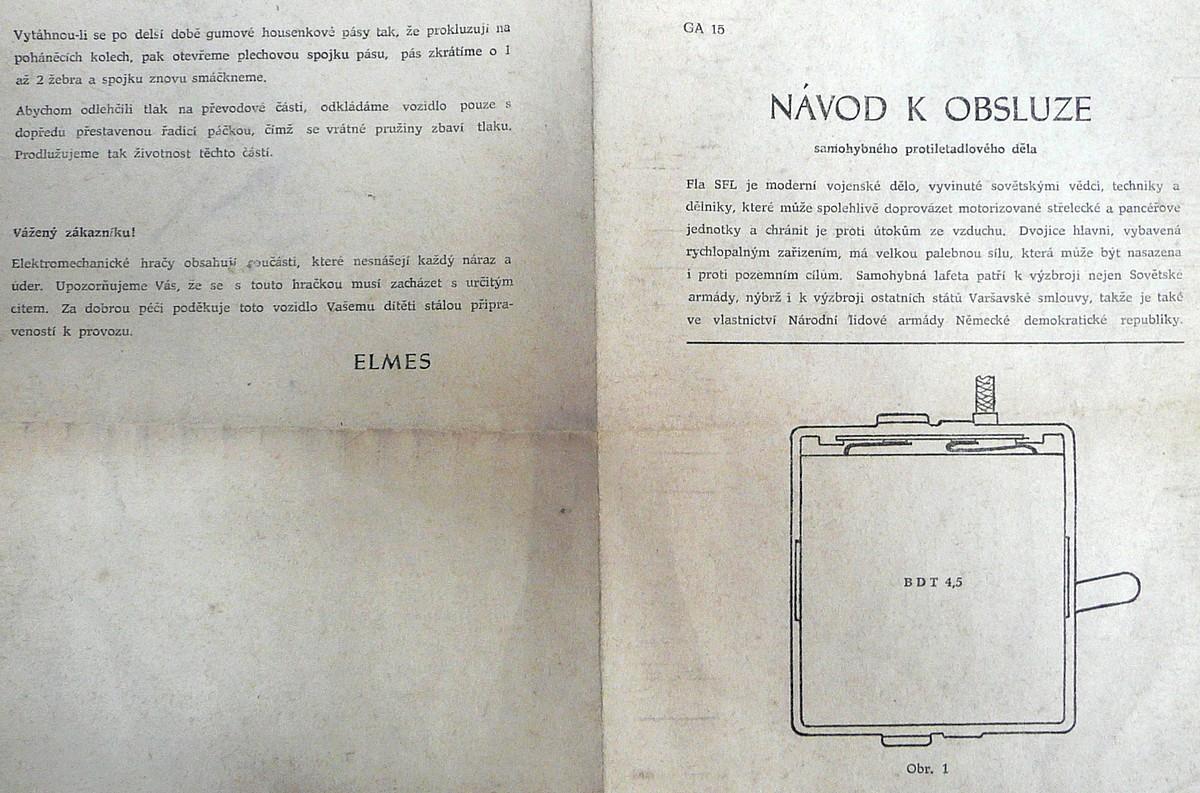 Vytáhnou-li se po delsí době gumové housenkové pásy tak, že prokluzují na
poháněcích kolech, pak otevřeme plechovou spojku pásu, pás zkrátíme o 1
až 2 žebra a spojku znovu smáčkneme.
Abychom odlehčili tlak na převodové části, odkládáme vozidlo pouze s
dopředu přestavenou řadicí páčkou, čímž se vrátné pružiny zbaví tlaku.
Prodlužujeme tak životnost těchto částí.
Vážený zákazníku!
Elektromechanické hračy obsahují součásti, které nesnášejí každý náraz a
úder. Upozorňujeme Vás, že se s touto hračkou musí zacházet s určitým
citem. Za dobrou péči poděkuje toto vozidlo Vašemu dítěti stálou připra-
veností k provozu.
ELMES
GA 15
NÁVOD K OBSLUZE
samohybného protiletadlového děla
Fla SFL je moderní vojenské dělo, vyvinuté sovětskými vědci, techniky a
dělníky, které může spolehlivě doprovázet motorizované střelecké a pancéřové
jednotky a chránit je proti útokům ze vzduchu. Dvojice hlavní, vybavená
rychlopalným zařízením, má velkou palebnou sílu, která může být nasazena
i proti pozemním cílům. Samohybná lafeta patří k výzbroji nejen Sovětské
armády, nýbrž i k výzbroji ostatních států Varšavské smlouvy, takže je také
ve vlastnictví Národní lidové armády Německé demokratické republiky.
BDT 4,5
Obr. 1